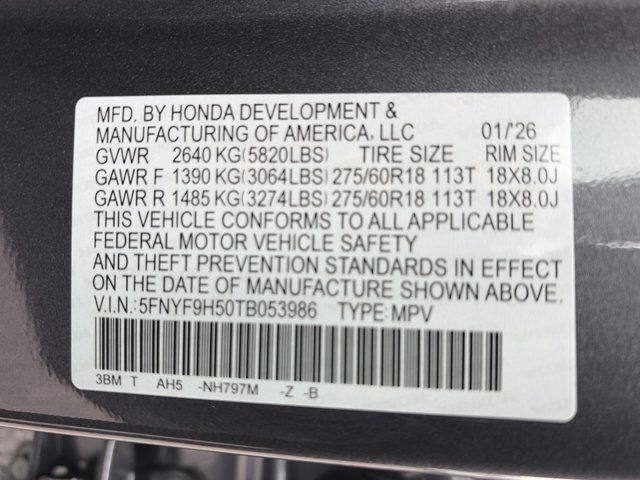 MFD. BY HONDA DEVELOPMENT &
MANUFACTURING OF AMERICA, LLC 01/'26
GVWR 2640 KG(5820LBS) TIRE SIZE RIM SIZE
GAWR F 1390 KG(3064LBS) 275/60R18 113T 18X8.0J
GAWR R 1485 KG(3274LBS) 275/60R18 113T 18X8.0J
THIS VEHICLE CONFORMS TO ALL APPLICABLE
FEDERAL MOTOR VEHICLE SAFETY
AND THEFT PREVENTION STANDARDS IN EFFECT
ON THE DATE OF MANUFACTURE SHOWN ABOVE.
V.I.N.:5FNYF9H50TB053986 TYPE:MPV
3BM T AH5 -NH797M -Z -B